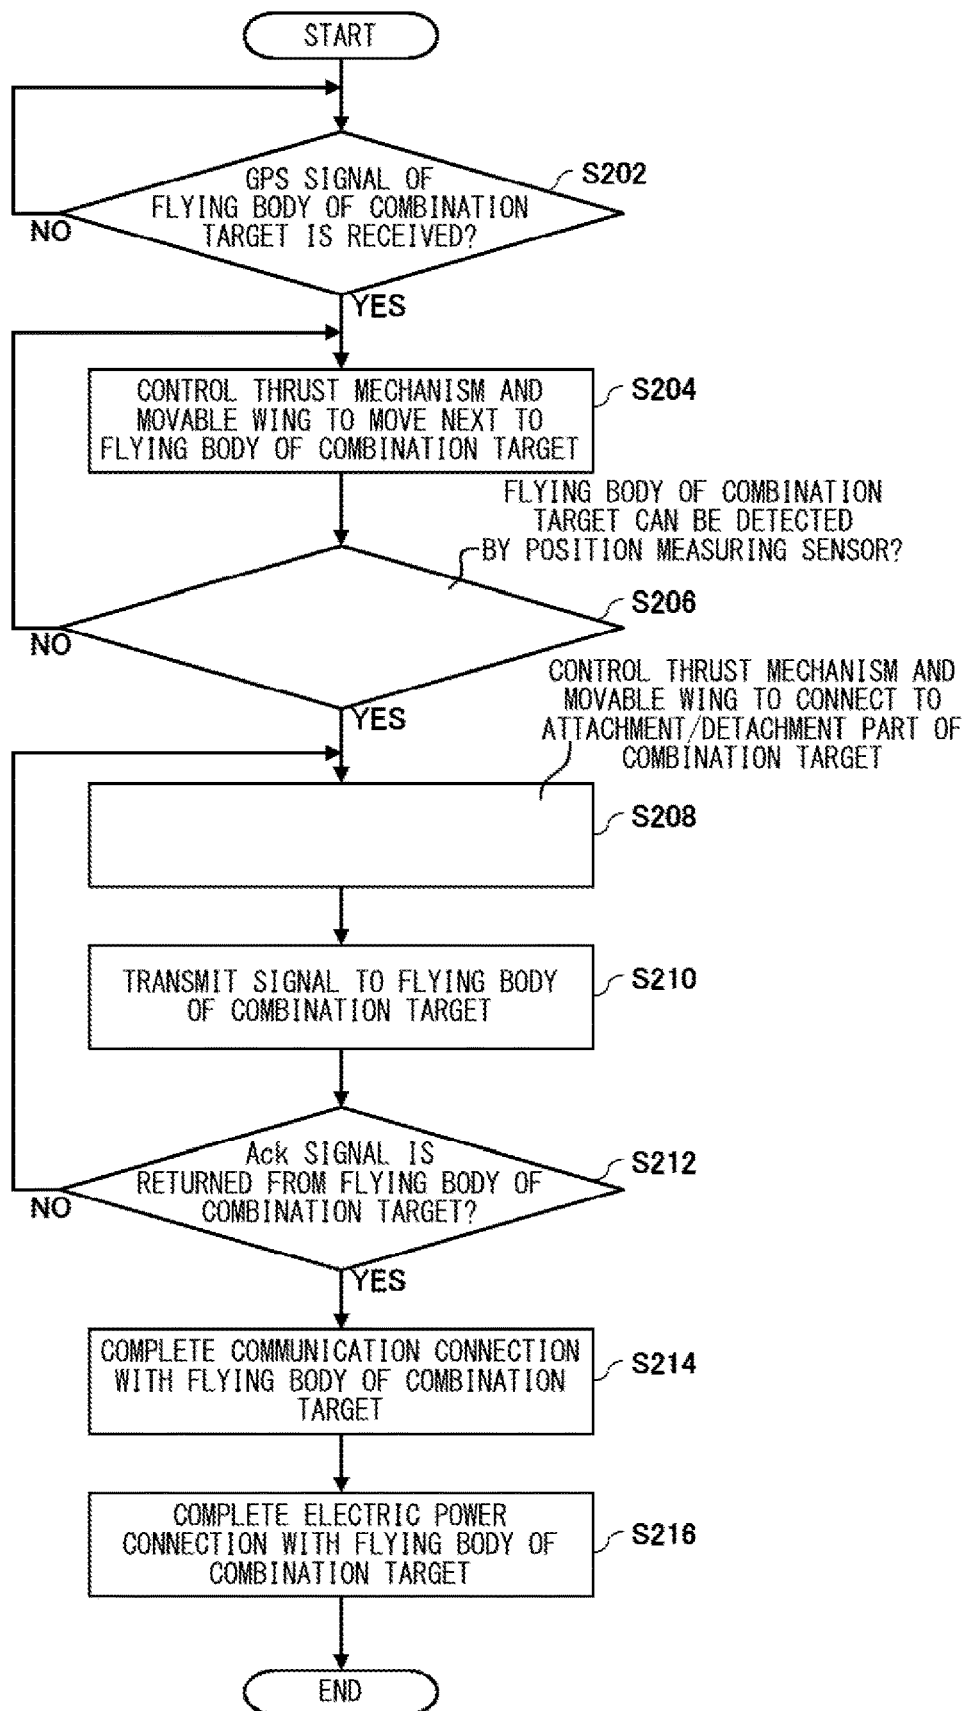 START
GPS SIGNAL OF
FLYING BODY OF COMBINATION
TARGET IS RECEIVED?
S202
NO
YES
CONTROL THRUST MECHANISM AND
MOVABLE WING TO MOVE NEXT TO
FLYING BODY OF COMBINATION TARGET
S204
FLYING BODY OF COMBINATION
TARGET CAN BE DETECTED
BY POSITION MEASURING SENSOR?
S206
NO
YES
CONTROL THRUST MECHANISM AND
MOVABLE WING TO CONNECT TO
ATTACHMENT/DETACHMENT PART OF
COMBINATION TARGET
S208
TRANSMIT SIGNAL TO FLYING BODY
OF COMBINATION TARGET
S210
Ack SIGNAL IS
RETURNED FROM FLYING BODY OF
COMBINATION TARGET?
S212
NO
YES
COMPLETE COMMUNICATION CONNECTION
WITH FLYING BODY OF COMBINATION
TARGET
S214
COMPLETE ELECTRIC POWER
CONNECTION WITH FLYING BODY OF
COMBINATION TARGET
S216
END